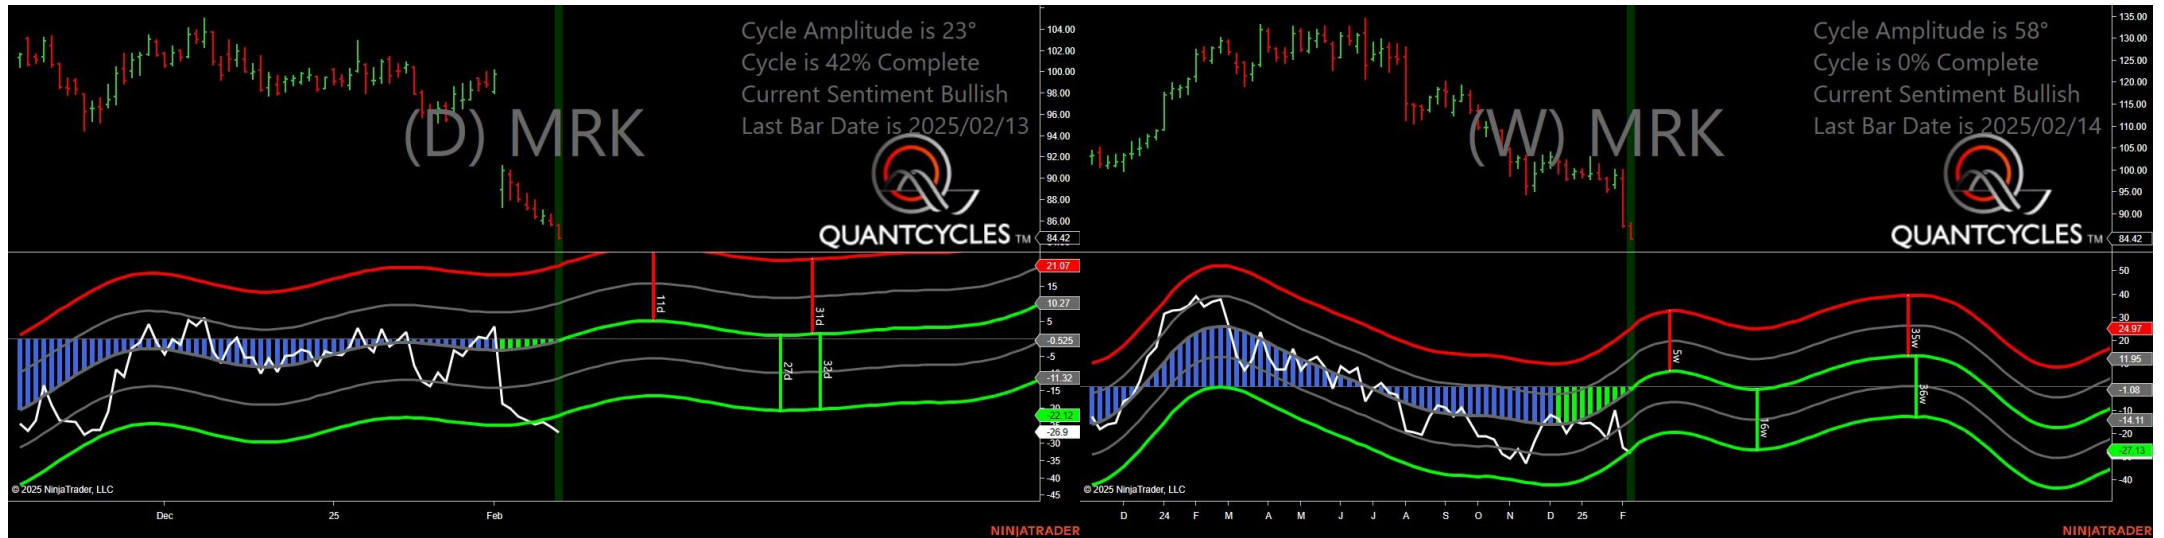 Cycle Amplitude is 23°
Cycle is 42% Complete
Current Sentiment Bullish
Last Bar Date is 2025/02/13
(D) MRK
QUANTCYCLES TM
104.00
102.00
100.00
98.00
96.00
94.00
92.00
90.00
88.00
86.00
84.42
21.07
15
10.27
5
-0.525
-5
-11.32
-22.12
-26.9
-30
-35
-40
-45
11d
31d
27d
32d
© 2025 NinjaTrader, LLC
Dec
25
Feb
NINJATRADER
Cycle Amplitude is 58°
Cycle is 0% Complete
Current Sentiment Bullish
Last Bar Date is 2025/02/14
(W) MRK
QUANTCYCLES TM
135.00
130.00
125.00
120.00
115.00
110.00
105.00
100.00
95.00
90.00
84.42
50
40
30
24.97
20
11.95
-1.08
-10
-14.11
-20
-27.13
-40
5w
35w
16w
36w
© 2025 NinjaTrader, LLC
D 24 F M A M J J A S O N D 25 F
NINJATRADER